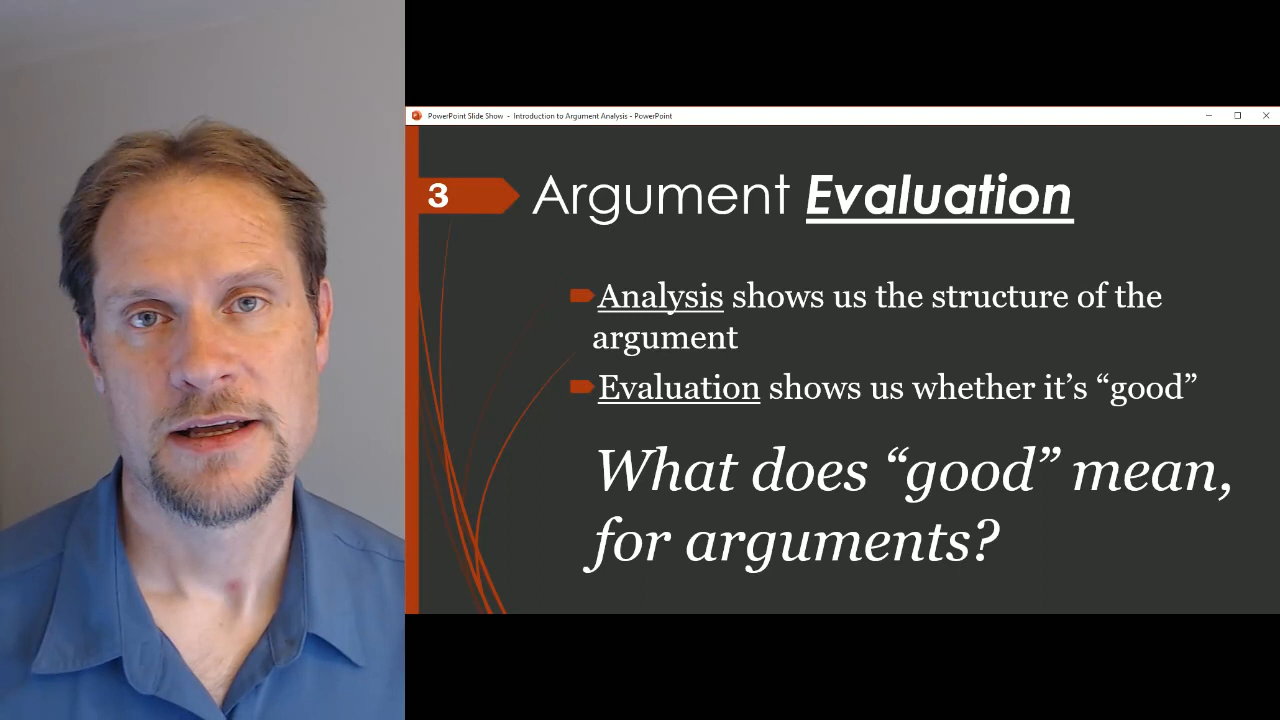 PowerPoint Slide Show - Introduction to Argument Analysis - PowerPoint
3
Argument Evaluation
Analysis shows us the structure of the
argument
Evaluation shows us whether it’s “good”
What does “good” mean,
for arguments?